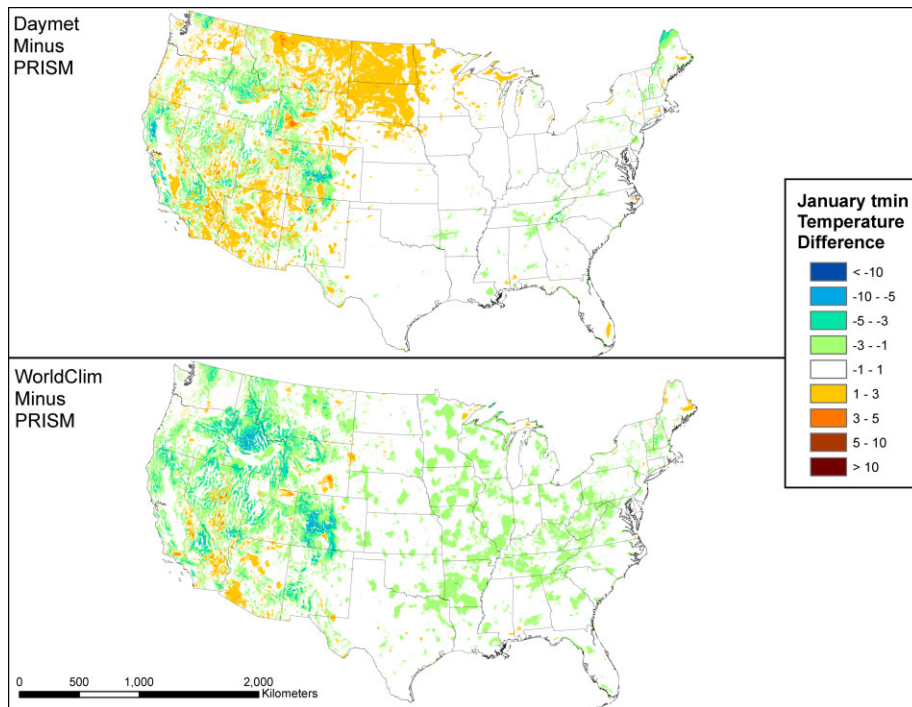 Daymet
Minus
PRISM
January tmin
Temperature
Difference
< -10
-10 - -5
-5 - -3
-3 - -1
-1 - 1
1 - 3
3 - 5
5 - 10
> 10
WorldClim
Minus
PRISM
0 500 1,000 2,000
Kilometers